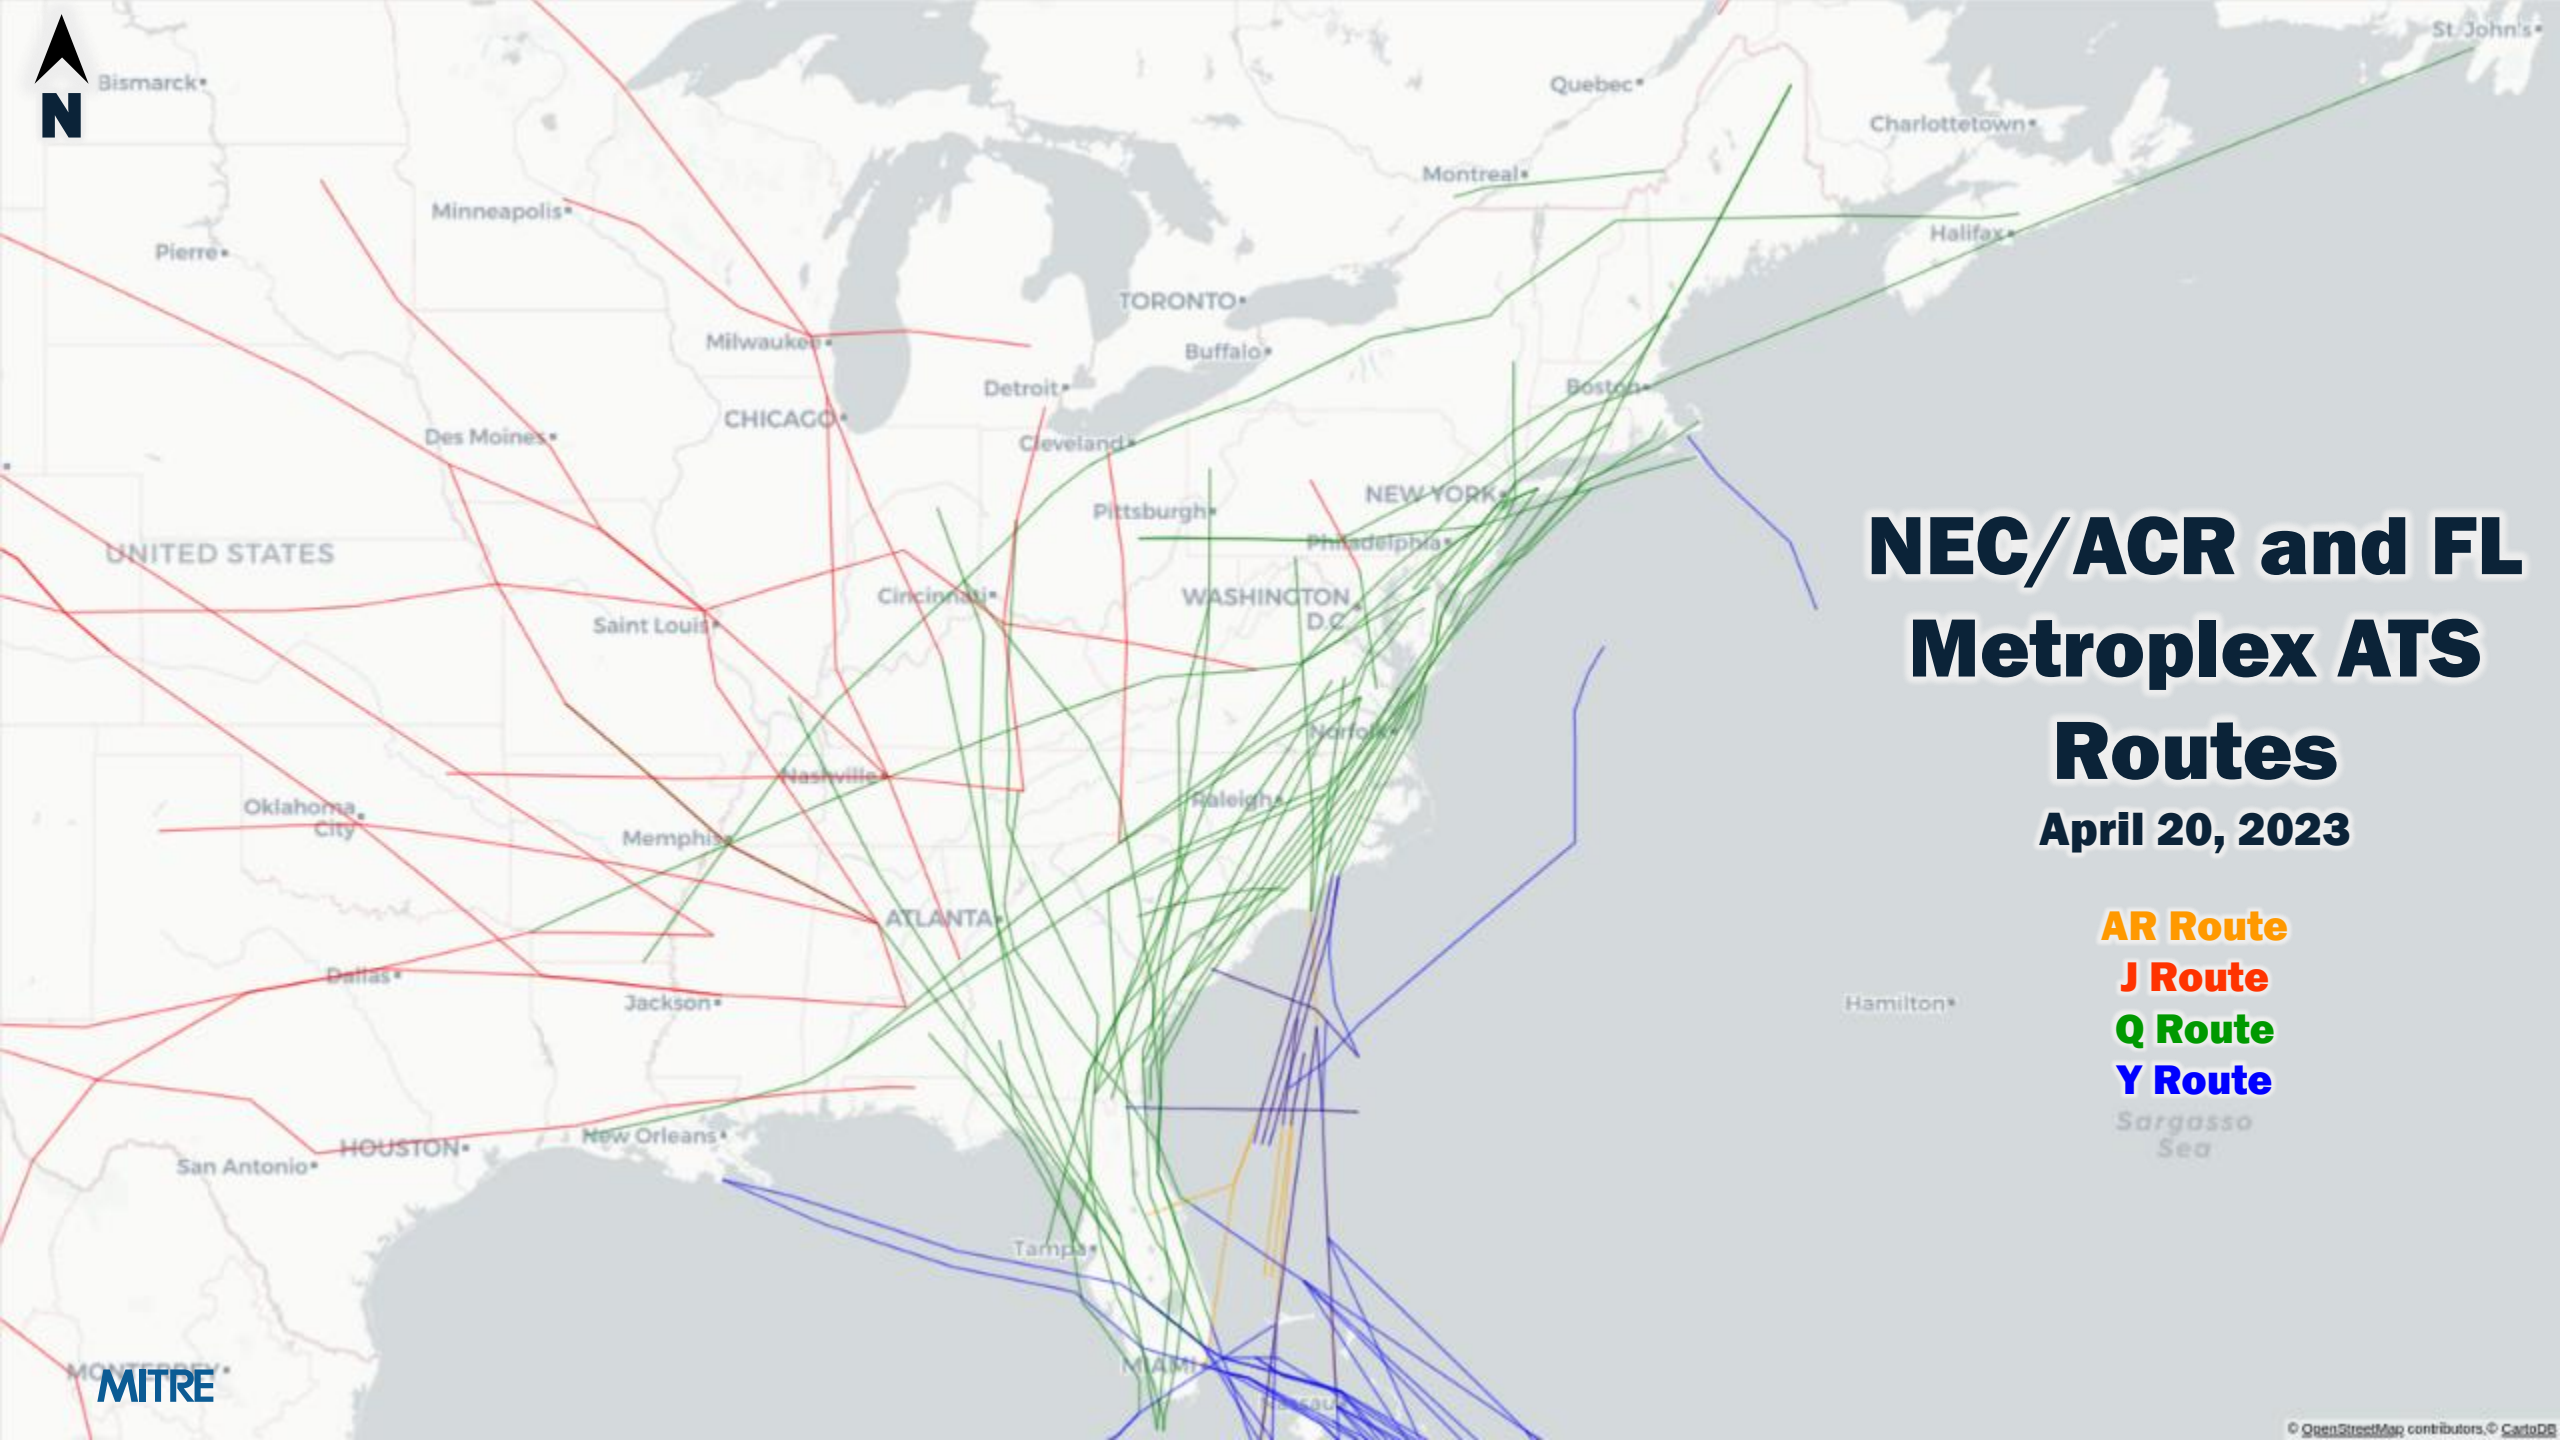 N
Bismarck
Quebec
St. John's
Charlottetown
Montreal
Minneapolis
Pierre
Halifax
TORONTO
Milwaukee
Buffalo
Detroit
Boston
CHICAGO
Des Moines
Cleveland
NEW YORK
Pittsburgh
Philadelphia
UNITED STATES
Cincinnati
WASHINGTON
D.C.
Saint Louis
Norfolk
Nashville
Raleigh
Oklahoma
City
Memphis
ATLANTA
Dallas
Jackson
Hamilton
New Orleans
HOUSTON
San Antonio
Tampa
MIAMI
MONTERREY
Nassau
NEC/ACR and FL
Metroplex ATS
Routes
April 20, 2023
AR Route
J Route
Q Route
Y Route
Sargasso
Sea
MITRE
© OpenStreetMap contributors,© CartoDB